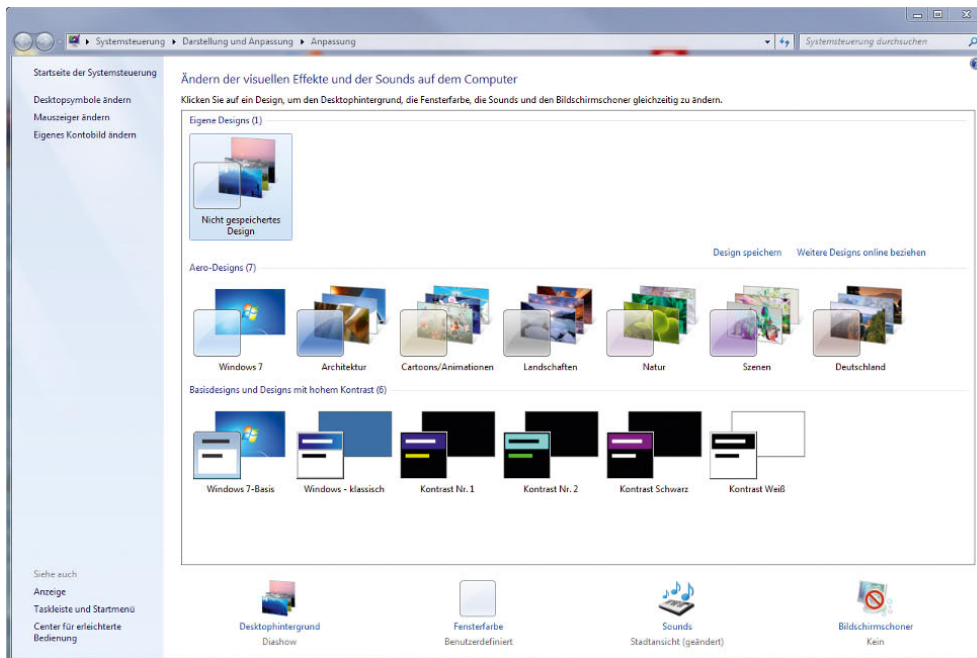 Systemsteuerung ▸ Darstellung und Anpassung ▸ Anpassung
Systemsteuerung durchsuchen
Startseite der Systemsteuerung
Desktopsymbole ändern
Mauszeiger ändern
Eigenes Kontobild ändern
Ändern der visuellen Effekte und der Sounds auf dem Computer
Klicken Sie auf ein Design, um den Desktophintergrund, die Fensterfarbe, die Sounds und den Bildschirmschoner gleichzeitig zu ändern.
Eigene Designs (1)
Nicht gespeichertes
Design
Design speichern Weitere Designs online beziehen
Aero-Designs (7)
Windows 7 Architektur Cartoons/Animationen Landschaften Natur Szenen Deutschland
Basisdesigns und Designs mit hohem Kontrast (6)
Windows 7-Basis Windows - klassisch Kontrast Nr. 1 Kontrast Nr. 2 Kontrast Schwarz Kontrast Weiß
Siehe auch
Anzeige
Taskleiste und Startmenü
Center für erleichterte
Bedienung
Desktophintergrund Fensterfarbe Sounds Bildschirmschoner
Diashow Benutzerdefiniert Stadtansicht (geändert) Kein